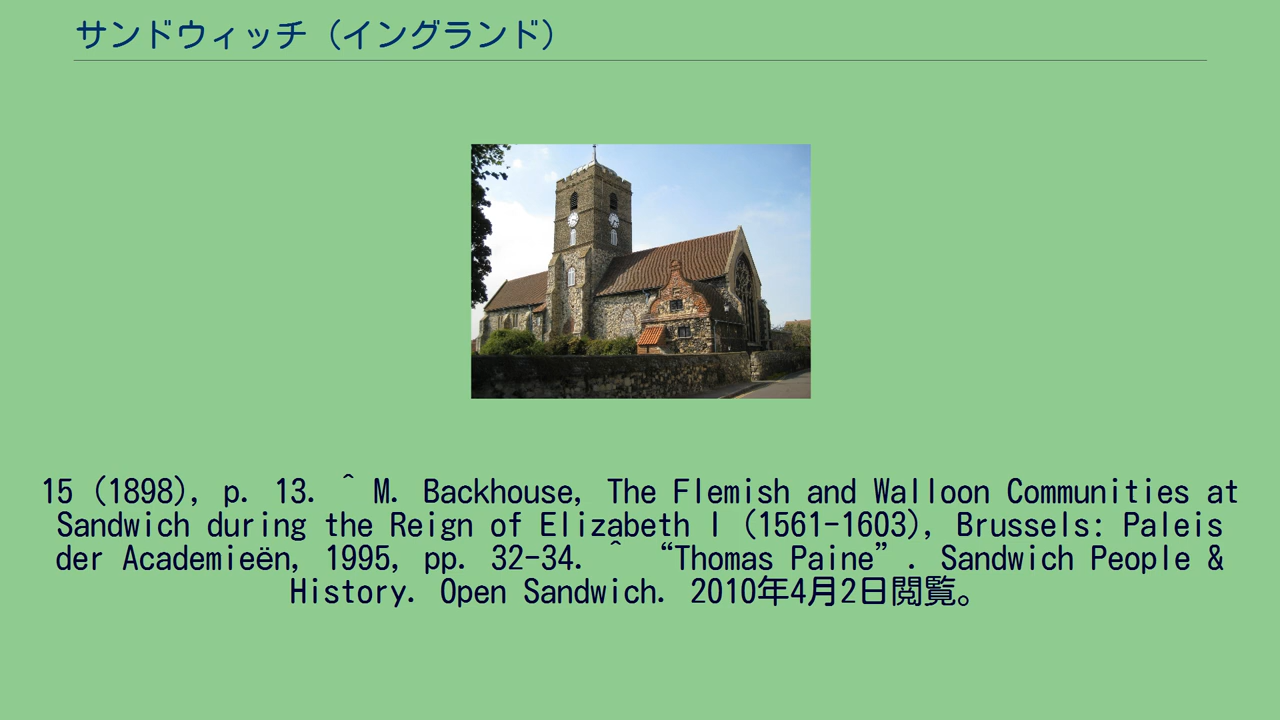 サンドウィッチ（イングランド）
15 (1898), p. 13. ^ M. Backhouse, The Flemish and Walloon Communities at
Sandwich during the Reign of Elizabeth I (1561-1603), Brussels: Paleis
der Academieën, 1995, pp. 32-34. ^ “Thomas Paine”. Sandwich People &
History. Open Sandwich. 2010年4月2日閲覧。